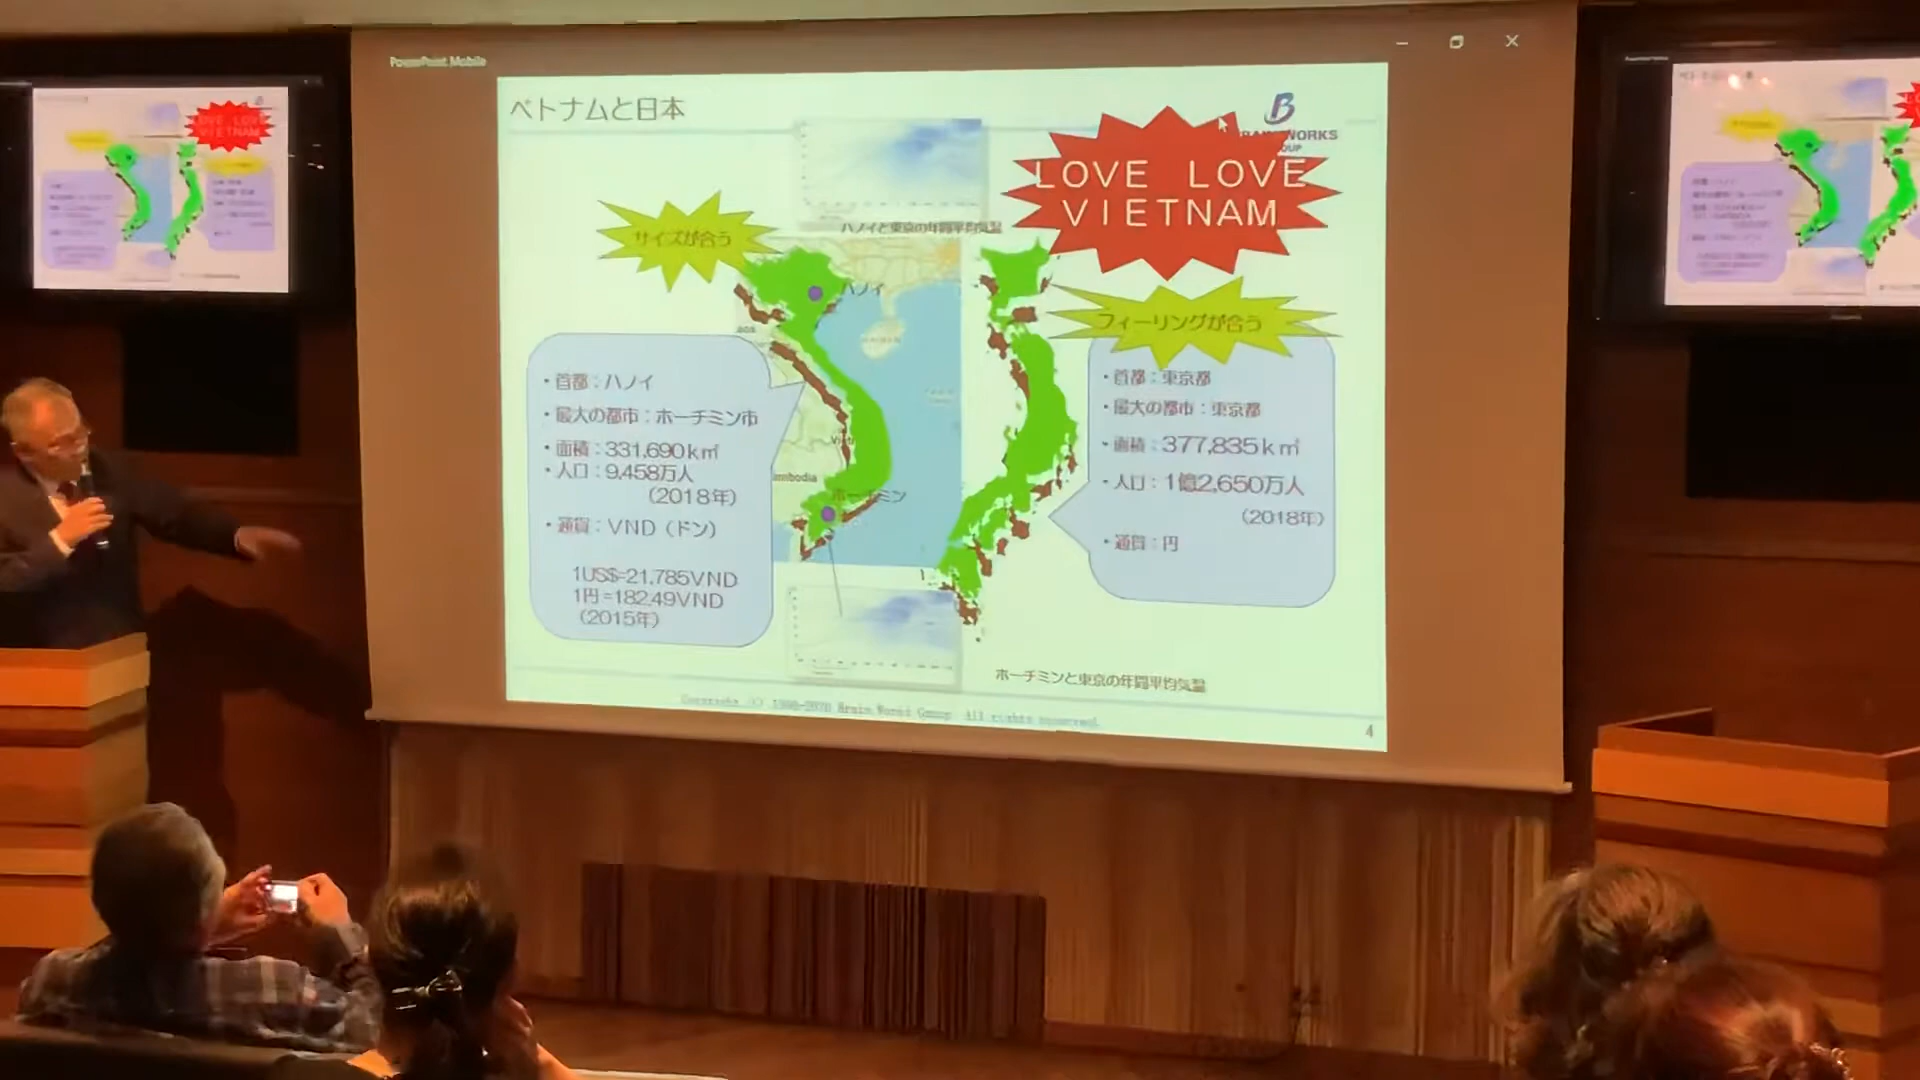 PowerPoint Mobile
ベトナムと日本
BRAINWORKS
LOVE LOVE
VIETNAM
ハノイと東京の年間平均気温
サイズが合う
ハノイ
フィーリングが合う
・首都：ハノイ
・最大の都市：ホーチミン市
・面積：331,690k㎡
・人口：9,458万人
（2018年）
・通貨：VND（ドン）
1US$=21,785VND
1円=182.49VND
（2015年）
ホーチミン
・首都：東京都
・最大の都市：東京都
・面積：377,835k㎡
・人口：1億2,650万人
（2018年）
・通貨：円
ホーチミンと東京の年間平均気温
All rights reserved.
4
LOVE LOVE
VIETNAM